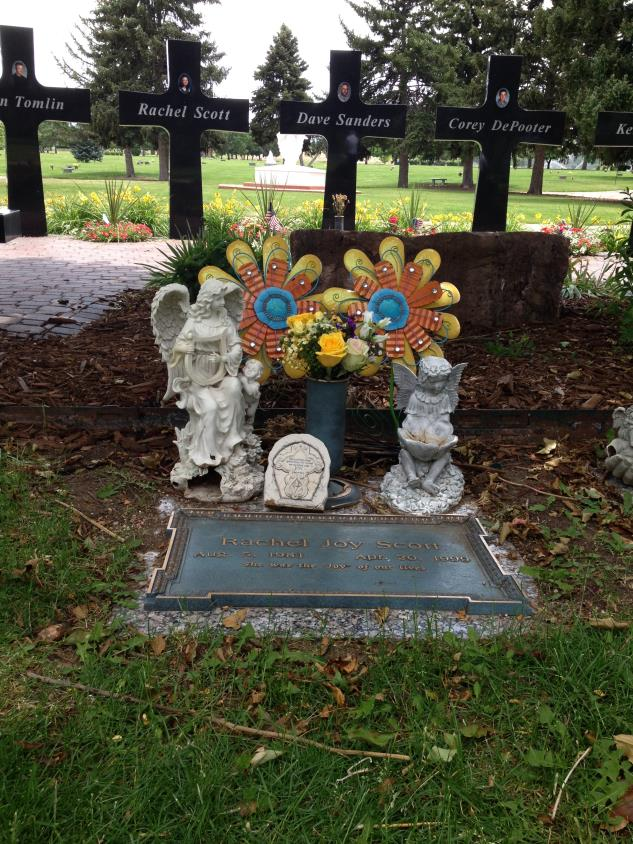 n Tomlin
Rachel Scott
Dave Sanders
Corey DePooter
Ke
Rachel Joy Scott
Aug. 5, 1981 Apr. 20, 1999
She was the "Joy" of our lives